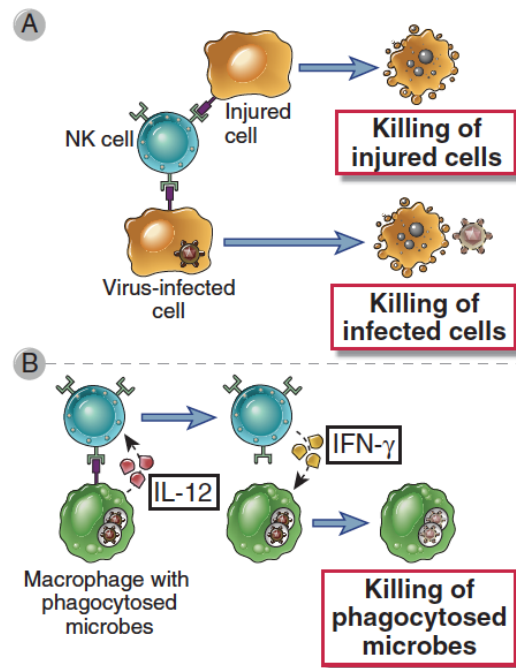 A
NK cell
Injured
cell
Killing of
injured cells
Virus-infected
cell
Killing of
infected cells
B
IL-12
IFN-γ
Macrophage with
phagocytosed
microbes
Killing of
phagocytosed
microbes